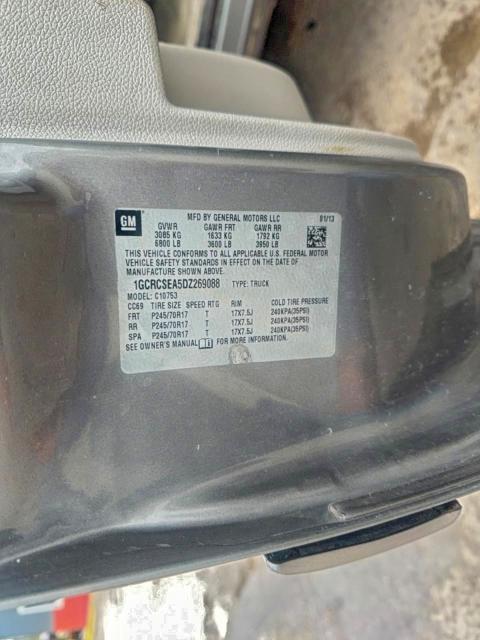 GM
MFD BY GENERAL MOTORS LLC 01/13
GVWR GAWR FRT GAWR RR
3085 KG 1633 KG 1792 KG
6800 LB 3600 LB 3950 LB
THIS VEHICLE CONFORMS TO ALL APPLICABLE U.S. FEDERAL MOTOR
VEHICLE SAFETY STANDARDS IN EFFECT ON THE DATE OF
MANUFACTURE SHOWN ABOVE.
1GCRCSEA5DZ269088 TYPE: TRUCK
MODEL: C10753
CC69 TIRE SIZE SPEED RTG RIM COLD TIRE PRESSURE
FRT P245/70R17 T 17X7.5J 240KPA(35PSI)
RR P245/70R17 T 17X7.5J 240KPA(35PSI)
SPA P245/70R17 T 17X7.5J 240KPA(35PSI)
SEE OWNER'S MANUAL FOR MORE INFORMATION.